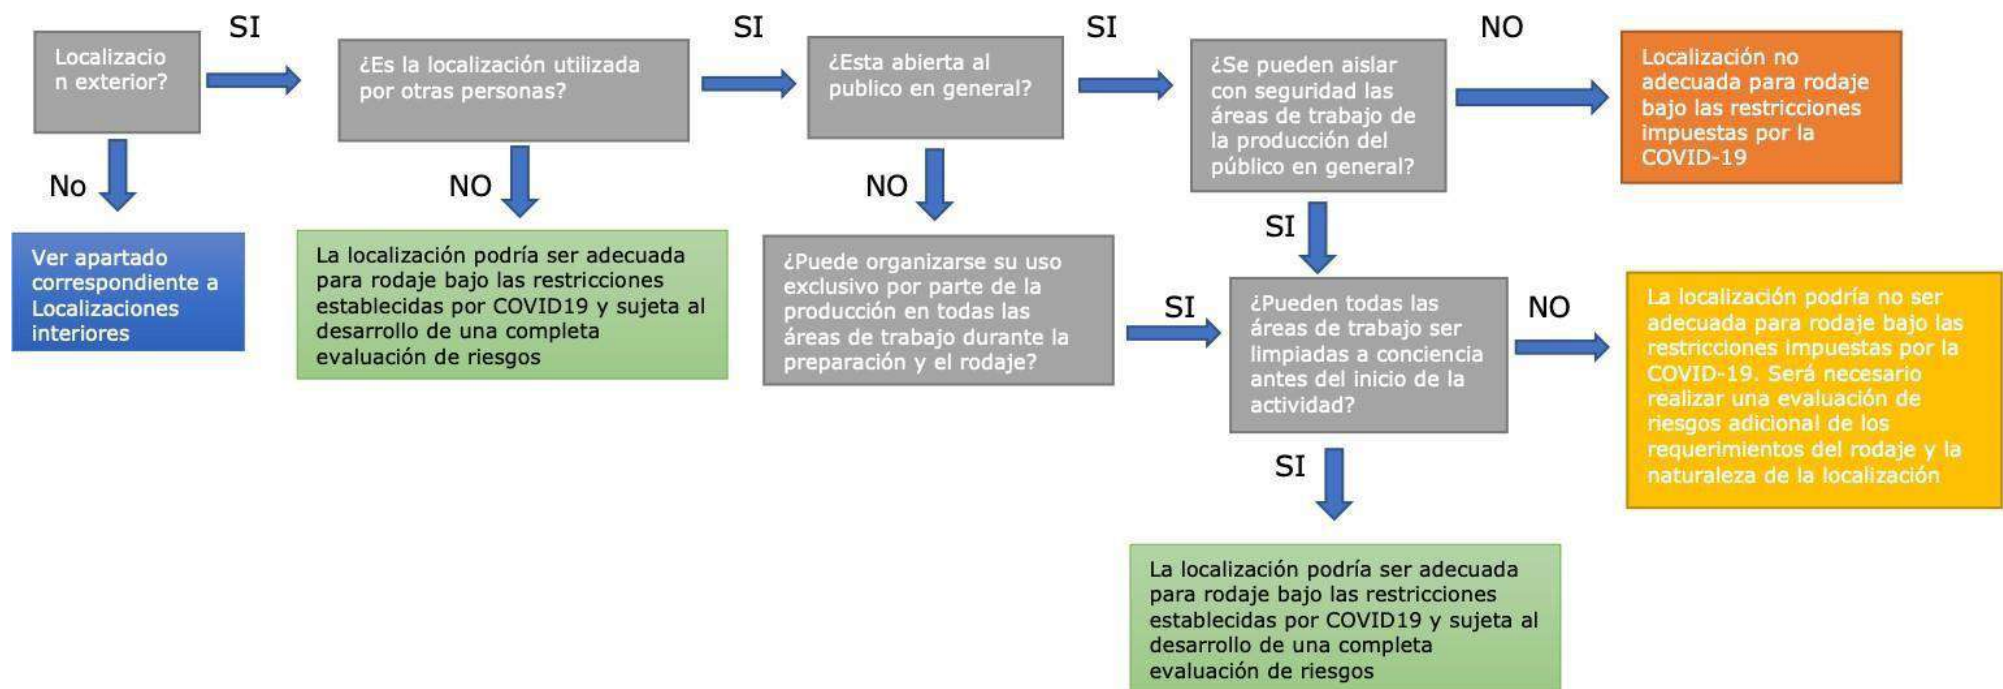 SI
SI
SI
NO
Localizacio
n exterior?
¿Es la localización utilizada
por otras personas?
¿Esta abierta al
publico en general?
¿Se pueden aislar
con seguridad las
áreas de trabajo de
la producción del
público en general?
Localización no
adecuada para rodaje
bajo las restricciones
impuestas por la
COVID-19
No
NO
NO
SI
Ver apartado
correspondiente a
Localizaciones
interiores
La localización podría ser adecuada
para rodaje bajo las restricciones
establecidas por COVID19 y sujeta al
desarrollo de una completa
evaluación de riesgos
¿Puede organizarse su uso
exclusivo por parte de la
producción en todas las
áreas de trabajo durante la
preparación y el rodaje?
SI
¿Pueden todas las
áreas de trabajo ser
limpiadas a conciencia
antes del inicio de la
actividad?
NO
La localización podría no ser
adecuada para rodaje bajo las
restricciones impuestas por la
COVID-19. Será necesario
realizar una evaluación de
riesgos adicional de los
requerimientos del rodaje y la
naturaleza de la localización
SI
La localización podría ser adecuada
para rodaje bajo las restricciones
establecidas por COVID19 y sujeta al
desarrollo de una completa
evaluación de riesgos